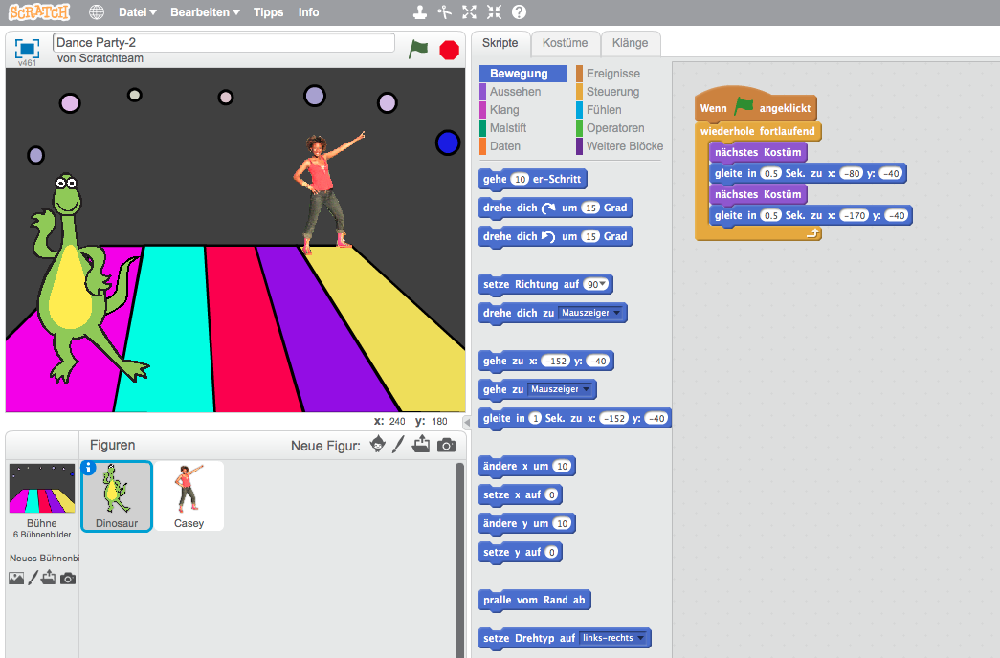 SCRATCH
Datei▼ Bearbeiten▼ Tipps Info
Dance Party-2
von Scratchteam
v461
x: 240 y: 180
Figuren
Neue Figur:
Bühne
6 Bühnenbilder
Neues Bühnenbi
Dinosaur
Casey
Skripte Kostüme Klänge
Bewegung
Aussehen
Klang
Malstift
Daten
Ereignisse
Steuerung
Fühlen
Operatoren
Weitere Blöcke
gehe 10 er-Schritt
drehe dich um 15 Grad
drehe dich um 15 Grad
setze Richtung auf 90▼
drehe dich zu Mauszeiger
gehe zu x: -152 y: -40
gehe zu Mauszeiger
gleite in 1 Sek. zu x: -152 y: -40
ändere x um 10
setze x auf 0
ändere y um 10
setze y auf 0
pralle vom Rand ab
setze Drehtyp auf links-rechts
Wenn angeklickt
wiederhole fortlaufend
nächstes Kostüm
gleite in 0.5 Sek. zu x: -80 y: -40
nächstes Kostüm
gleite in 0.5 Sek. zu x: -170 y: -40